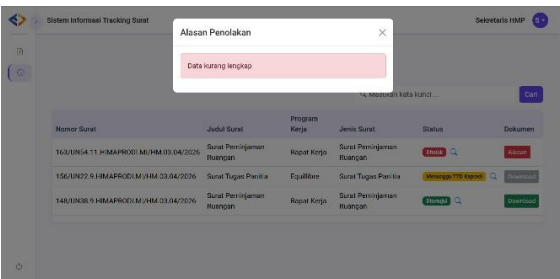 Sistem Informasi Tracking Surat
Sekretaris HMP
S
Alasan Penolakan
Data kurang lengkap
Masukan kata kunci...
Cari
Nomor Surat
Judul Surat
Program Kerja
Jenis Surat
Status
Dokumen
163/UN54.11.HIMAPRODI.MI/HM.03.04/2026
Surat Peminjaman Ruangan
Rapat Kerja
Surat Peminjaman Ruangan
Ditolak
Alasan
156/UN22.9.HIMAPRODI.MI/HM.03.04/2026
Surat Tugas Panitia
Equilibre
Surat Tugas Panitia
Menunggu TTD Kaprodi
Download
148/UN38.9.HIMAPRODI.MI/HM.03.04/2026
Surat Peminjaman Ruangan
Rapat Kerja
Surat Peminjaman Ruangan
Disetujui
Download